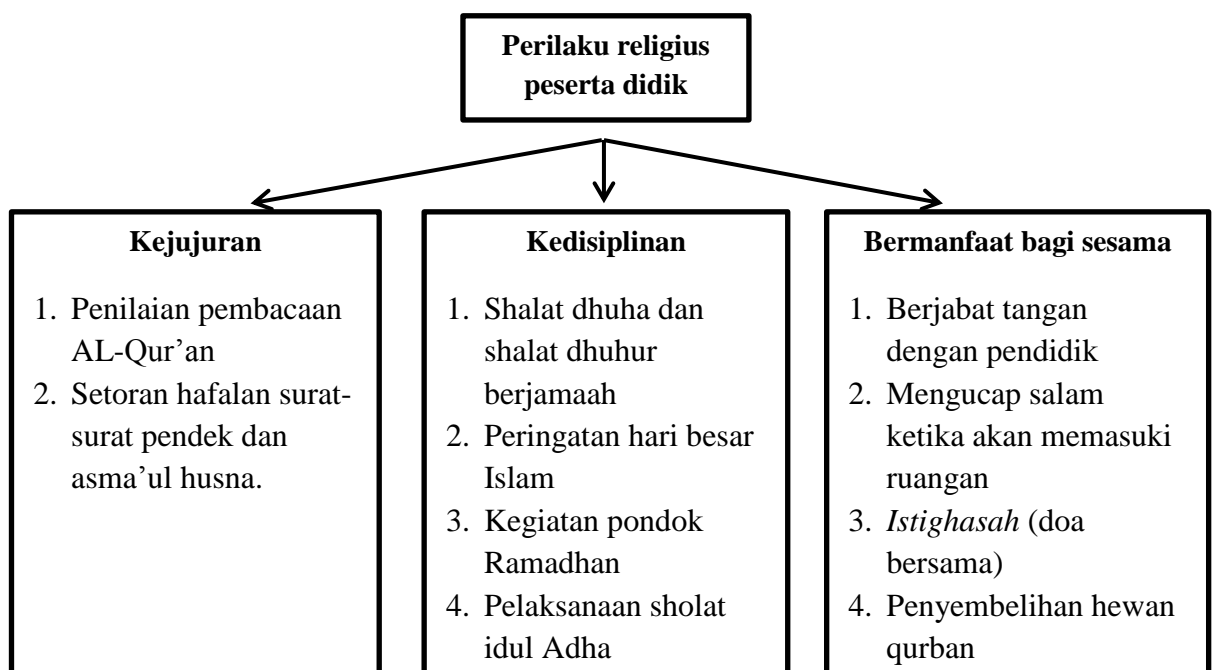 Perilaku religius
peserta didik
Kejujuran
1. Penilaian pembacaan
AL-Qur’an
2. Setoran hafalan surat-
surat pendek dan
asma’ul husna.
Kedisiplinan
1. Shalat dhuha dan
shalat dhuhur
berjamaah
2. Peringatan hari besar
Islam
3. Kegiatan pondok
Ramadhan
4. Pelaksanaan sholat
idul Adha
Bermanfaat bagi sesama
1. Berjabat tangan
dengan pendidik
2. Mengucap salam
ketika akan memasuki
ruangan
3. Istighasah (doa
bersama)
4. Penyembelihan hewan
qurban